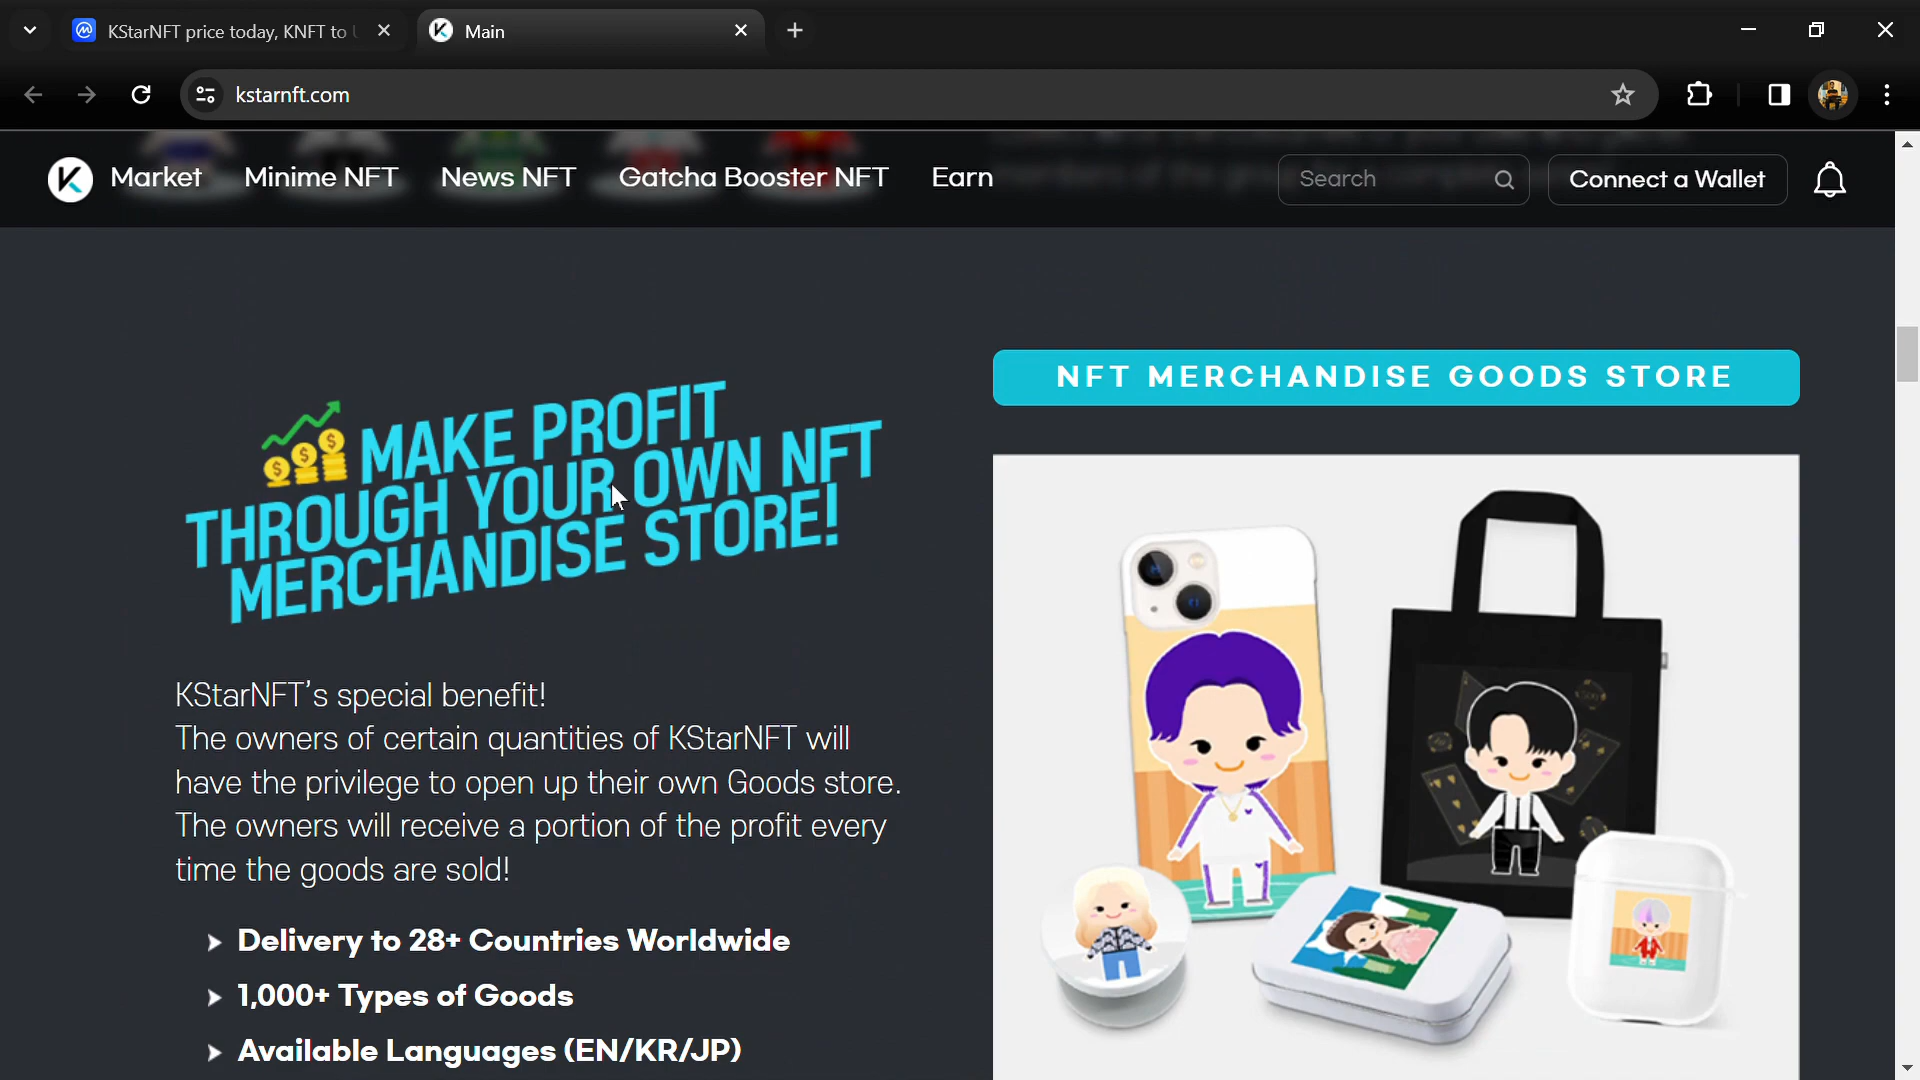 KStarNFT price today, KNFT to
Main
kstarnft.com
Market Minime NFT News NFT Gatcha Booster NFT Earn Search Connect a Wallet
NFT MERCHANDISE GOODS STORE
MAKE PROFIT
THROUGH YOUR OWN NFT
MERCHANDISE STORE!
KStarNFT's special benefit!
The owners of certain quantities of KStarNFT will
have the privilege to open up their own Goods store.
The owners will receive a portion of the profit every
time the goods are sold!
Delivery to 28+ Countries Worldwide
1,000+ Types of Goods
Available Languages (EN/KR/JP)